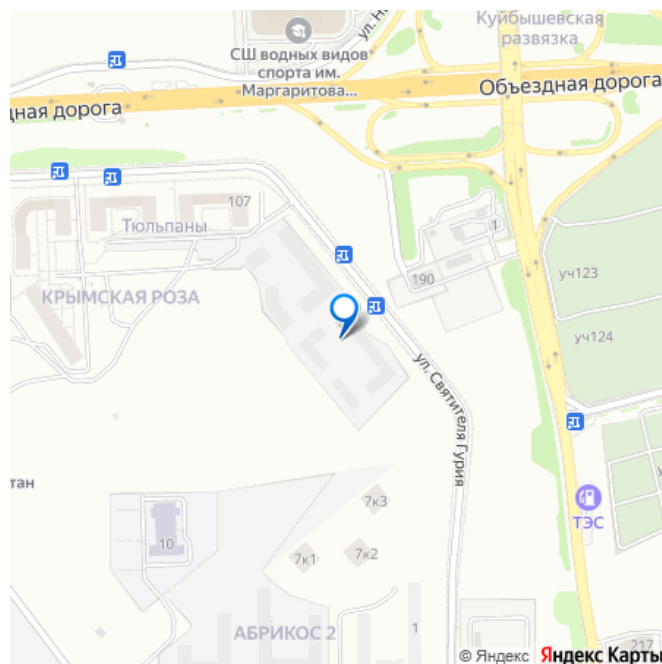 Куйбышевская
развязка
СШ водных видов
спорта им.
Маргаритова...
ул. Н
Объездная дорога
дная дорога
107
Тюльпаны
1
190
уч123
КРЫМСКАЯ РОЗА
уч124
ул. Святителя Гурия
тан
7к3
ТЭС
10
7к1
7к2
АБРИКОС 2
1
217
© Яндекс Яндекс Карты